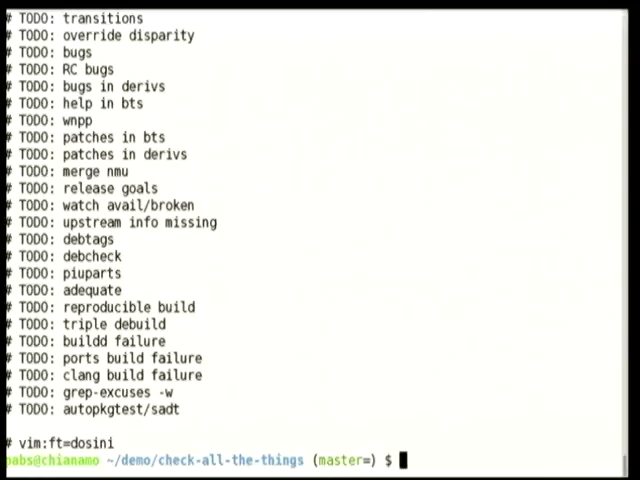 # TODO: transitions
# TODO: override disparity
# TODO: bugs
# TODO: RC bugs
# TODO: bugs in derivs
# TODO: help in bts
# TODO: wnpp
# TODO: patches in bts
# TODO: patches in derivs
# TODO: merge nmu
# TODO: release goals
# TODO: watch avail/broken
# TODO: upstream info missing
# TODO: debtags
# TODO: debcheck
# TODO: piuparts
# TODO: adequate
# TODO: reproducible build
# TODO: triple debuild
# TODO: buildd failure
# TODO: ports build failure
# TODO: clang build failure
# TODO: grep-excuses -w
# TODO: autopkgtest/sadt
# vim:ft=dosini
pabs@chianamo ~/demo/check-all-the-things (master=) $